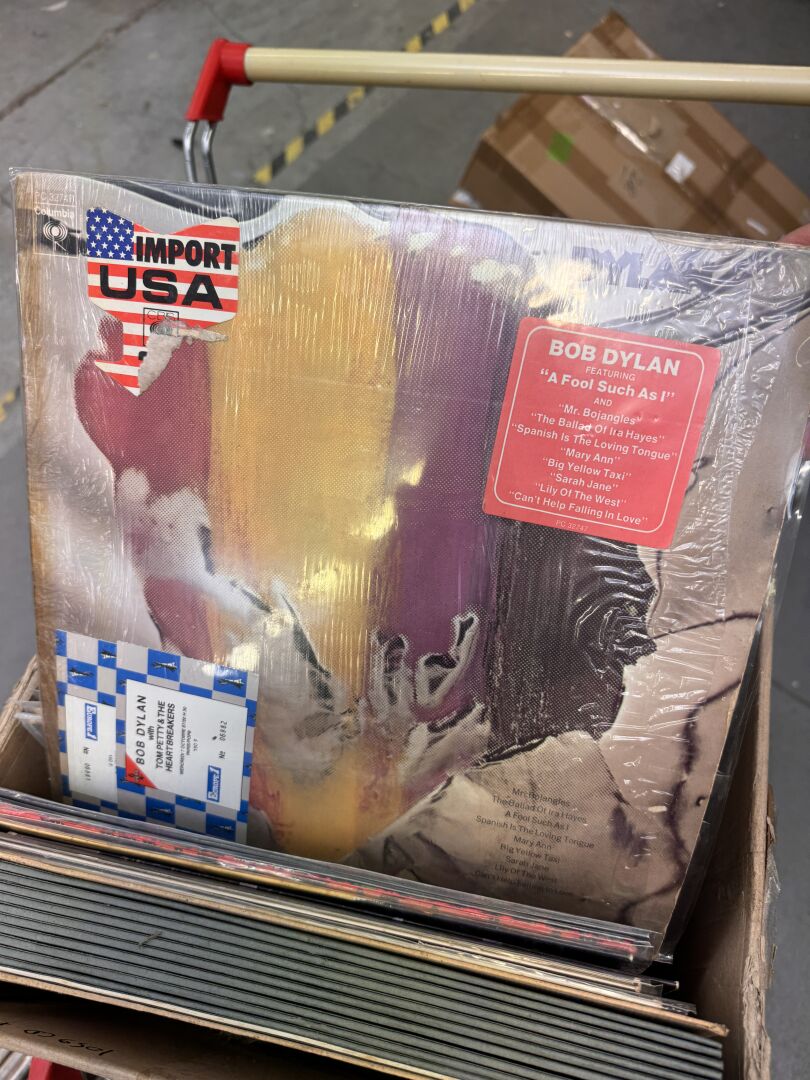 Columbia
IMPORT
USA
CBS
DYLAN
BOB DYLAN
FEATURING
"A Fool Such As I"
AND
"Mr. Bojangles"
"The Ballad Of Ira Hayes"
"Spanish Is The Loving Tongue"
"Mary Ann"
"Big Yellow Taxi"
"Sarah Jane"
"Lily Of The West"
"Can't Help Falling In Love"
PC 32747
BOB DYLAN
with
TOM PETTY & THE
HEARTBREAKERS
Mr. Bojangles
The Ballad Of Ira Hayes
A Fool Such As I
Spanish Is The Loving Tongue
Mary Ann
Big Yellow Taxi
Sarah Jane
Lily Of The West
Can't Help Falling In Love